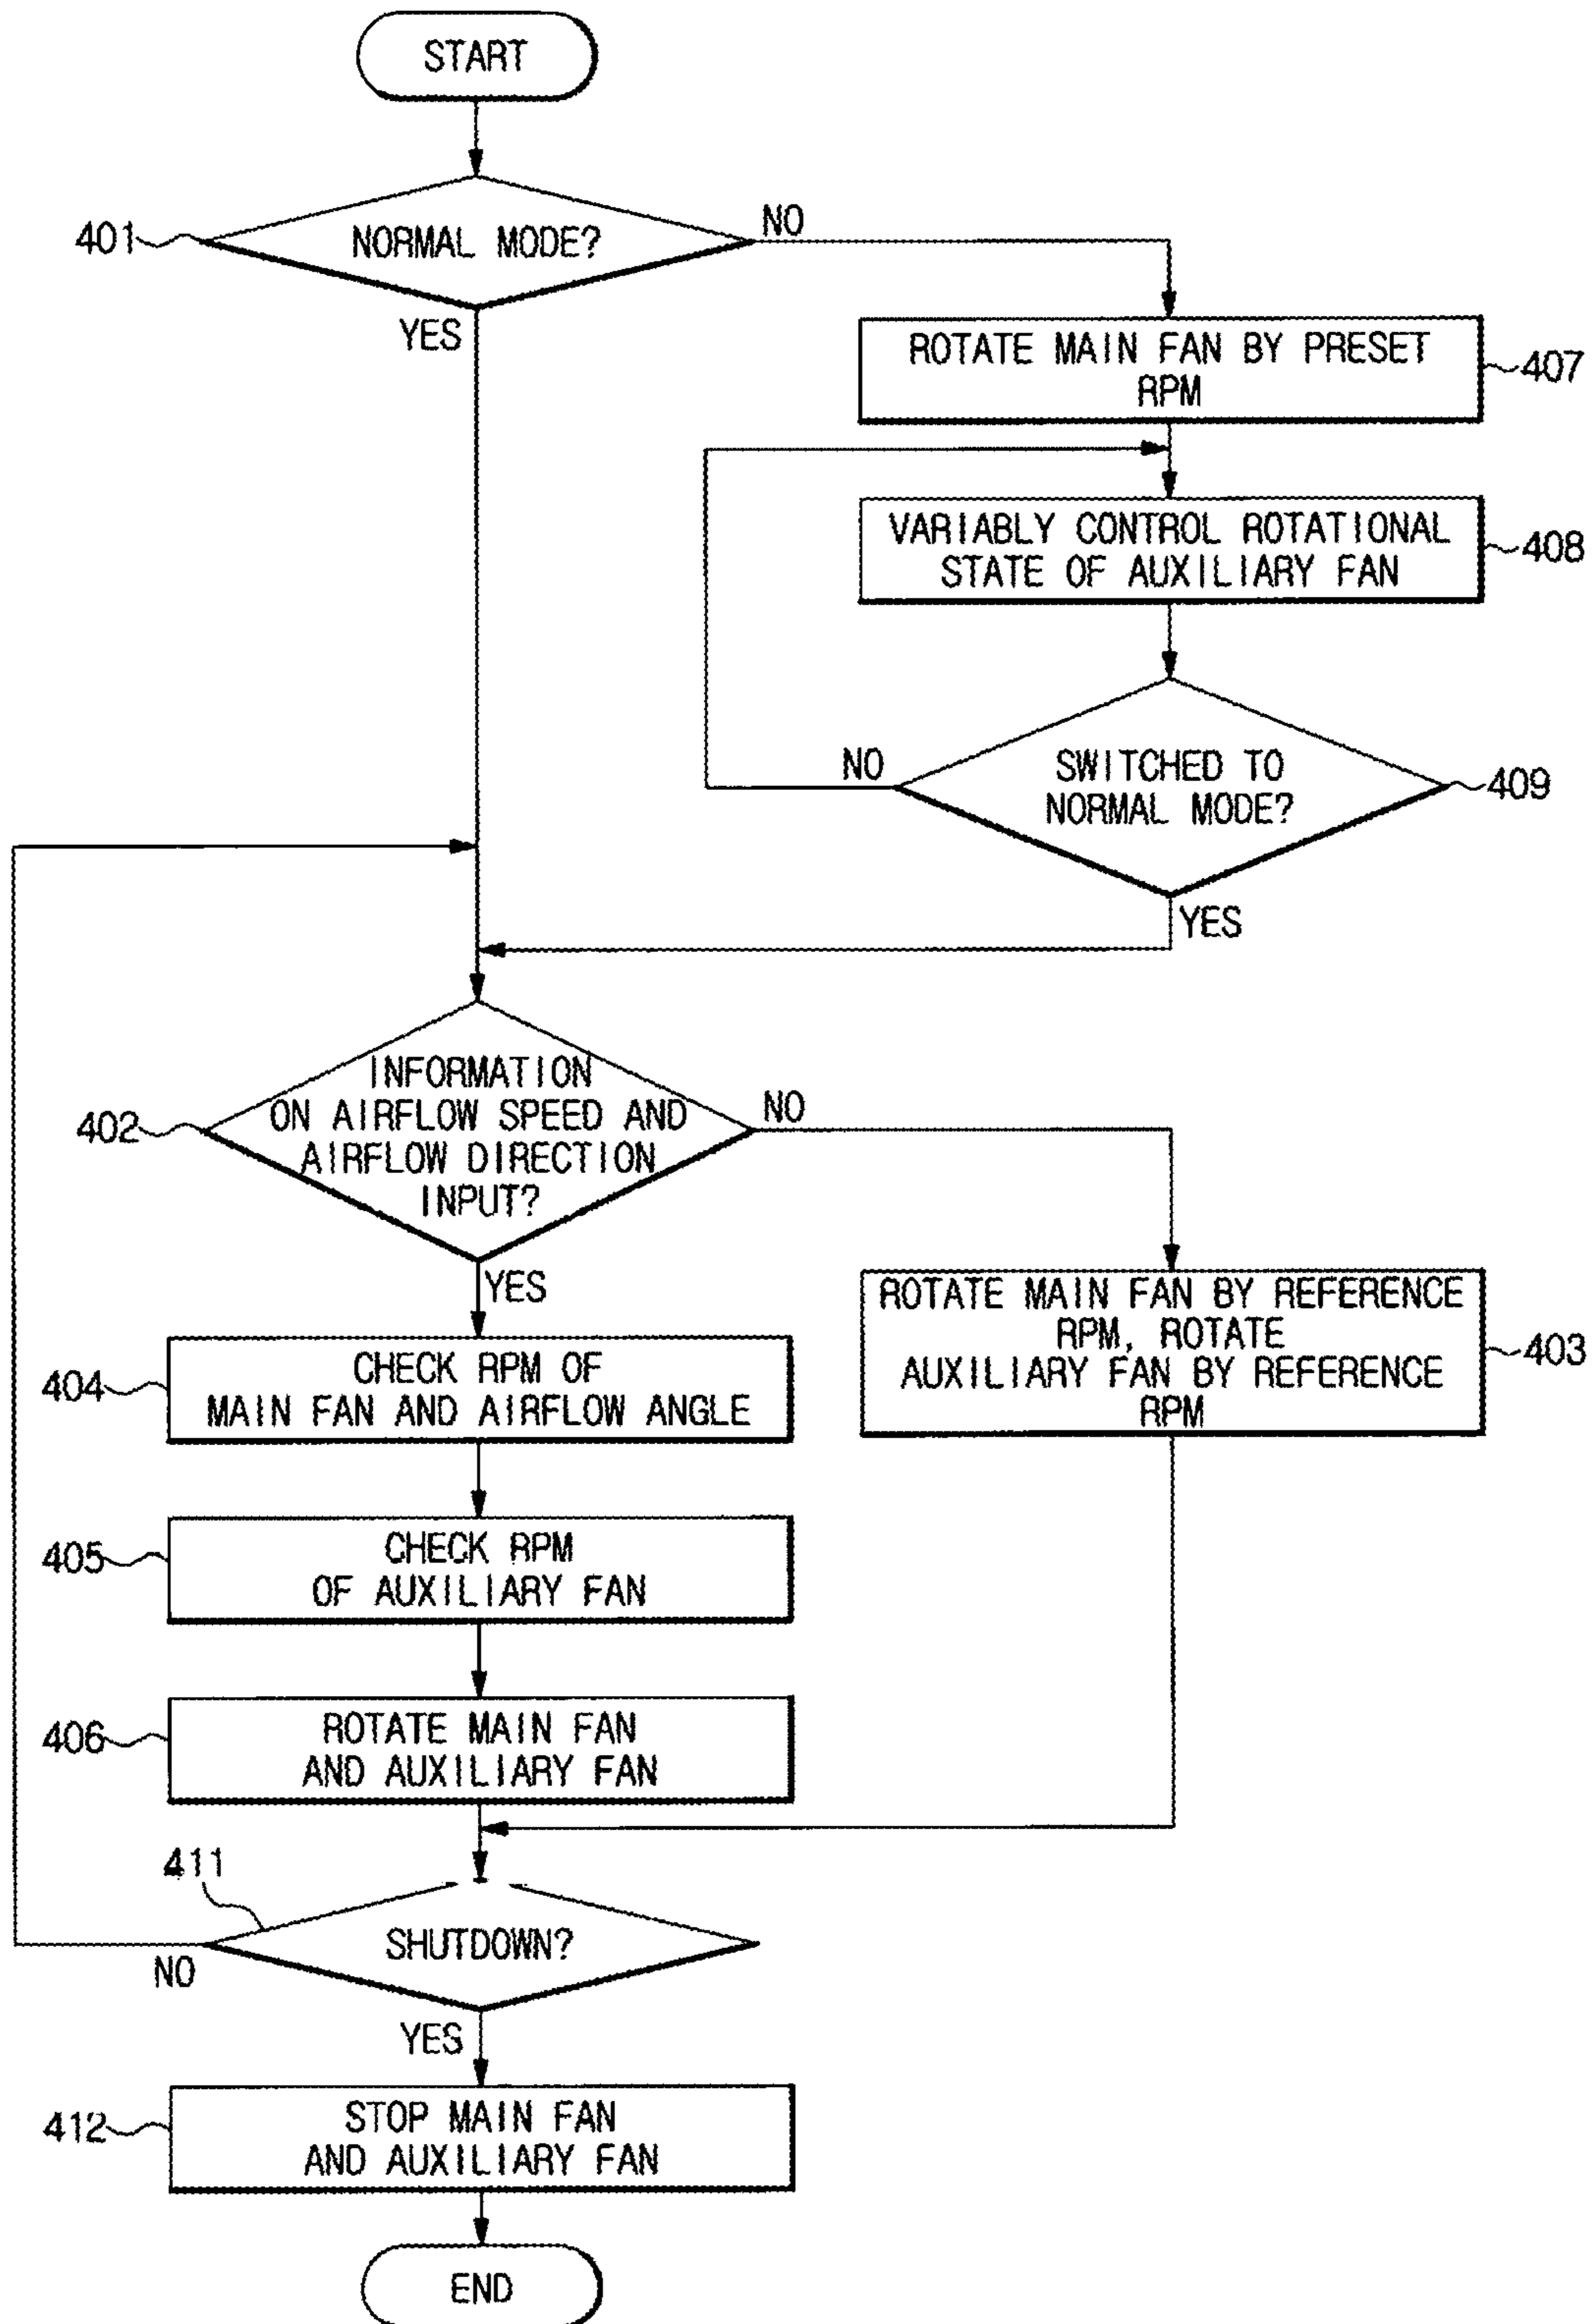 START
401
NORMAL MODE?
NO
YES
ROTATE MAIN FAN BY PRESET
RPM
407
VARIABLY CONTROL ROTATIONAL
STATE OF AUXILIARY FAN
408
SWITCHED TO
NORMAL MODE?
409
NO
YES
402
INFORMATION
ON AIRFLOW SPEED AND
AIRFLOW DIRECTION
INPUT?
NO
YES
ROTATE MAIN FAN BY REFERENCE
RPM, ROTATE
AUXILIARY FAN BY REFERENCE
RPM
403
404
CHECK RPM OF
MAIN FAN AND AIRFLOW ANGLE
405
CHECK RPM
OF AUXILIARY FAN
406
ROTATE MAIN FAN
AND AUXILIARY FAN
411
SHUTDOWN?
NO
YES
412
STOP MAIN FAN
AND AUXILIARY FAN
END